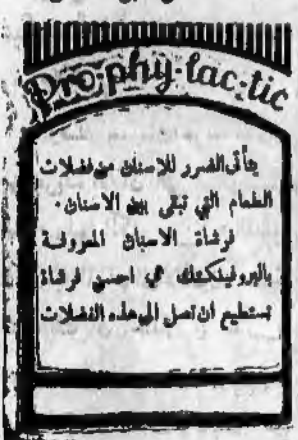 Pro-phy-lac-tic
يتأتى الضرر للاسنان من فضلات
الطعام التي تبقى بين الاسنان.
فرشاة الاسنان المعروفة
بالبروفيلكتك هي احسن فرشاة
تستطيع ان تصل الى هذه الفضلات